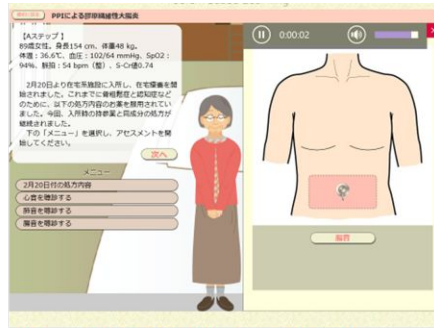 PPIによる膠原線維性大腸炎
0:00:02
【Aステップ】
89歳女性。身長154 cm、体重48 kg。
体温：36.6℃、血圧：102/64 mmHg、SpO2：
94%、脈拍：54 bpm（整）、S-Cr値0.74
2月20日より在宅系施設に入所し、在宅療養を開
始されました。これまでに骨粗鬆症と認知症など
のために、以下の処方内容のお薬を服用されてい
ました。今回、入所時の持参薬と同成分の処方が
継続されました。
下の「メニュー」を選択し、アセスメントを開
始してください。
次へ
メニュー
2月20日付の処方内容
心音を聴診する
肺音を聴診する
腸音を聴診する
腸音